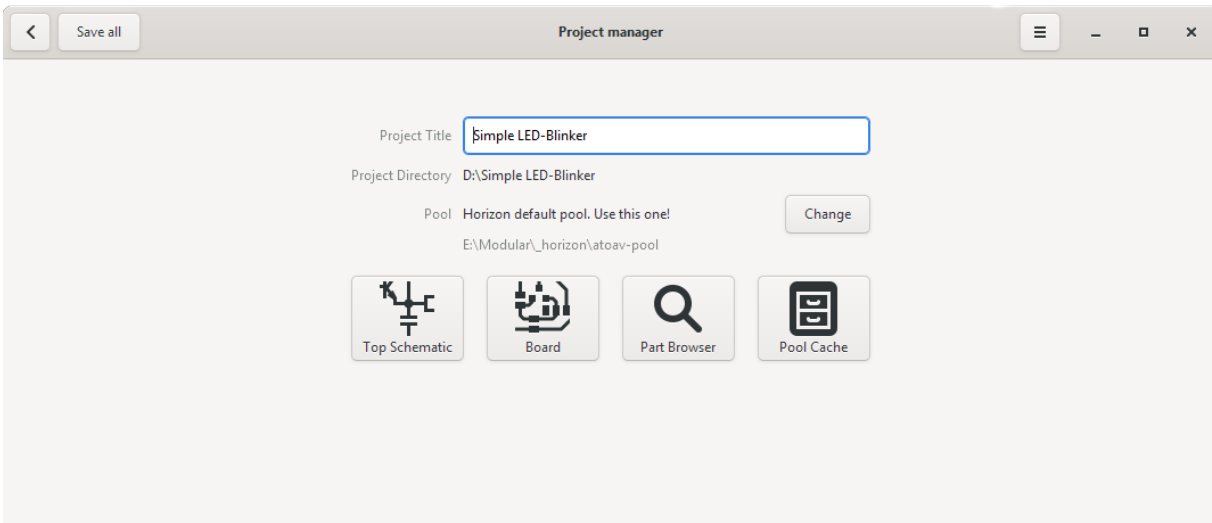 Save all
Project manager
Project Title Simple LED-Blinker
Project Directory D:\Simple LED-Blinker
Pool Horizon default pool. Use this one! Change
E:\Modular\_horizon\atoav-pool
Top Schematic Board Part Browser Pool Cache